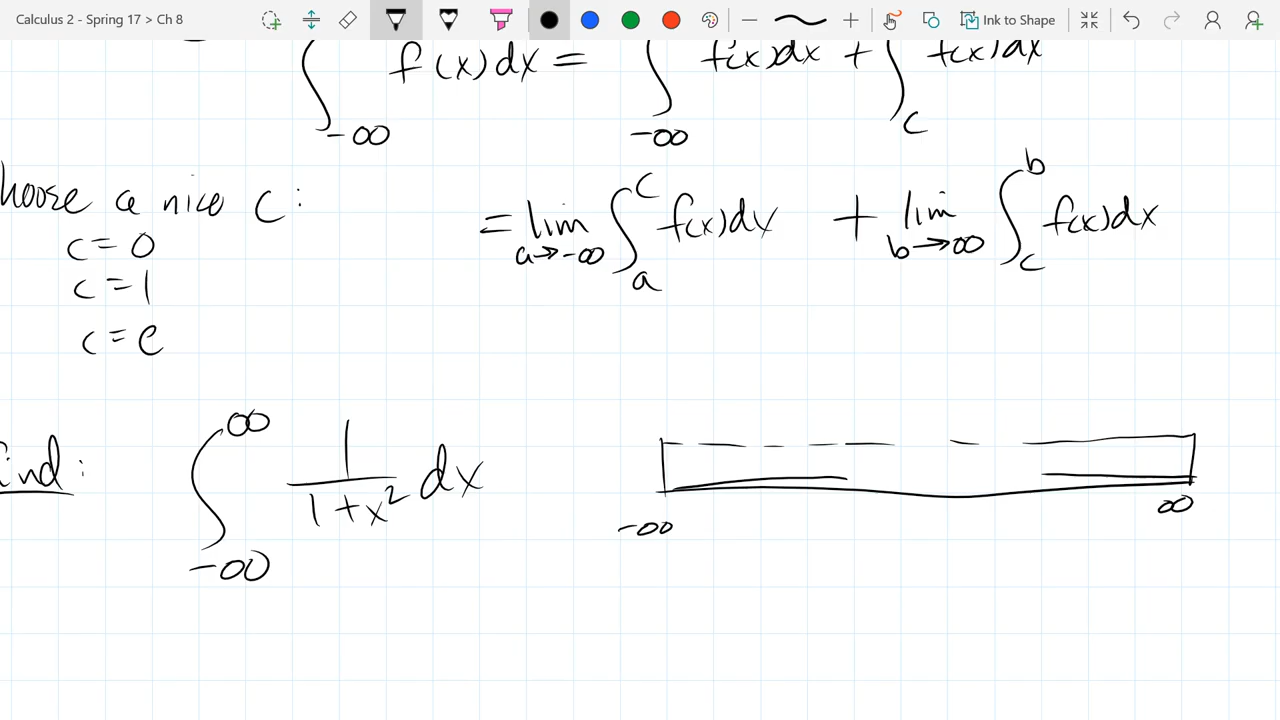 Calculus 2 - Spring 17 > Ch 8
Ink to Shape
∫_{-∞} f(x)dx = ∫_{-∞} f(x)dx + ∫_c f(x)dx
hoose a nice c:
= lim_{a→-∞} ∫_a^c f(x)dx + lim_{b→∞} ∫_c^b f(x)dx
c = 0
c = 1
c = e
ind: ∫_{-∞}^{∞} 1/(1+x²) dx
-∞ ∞